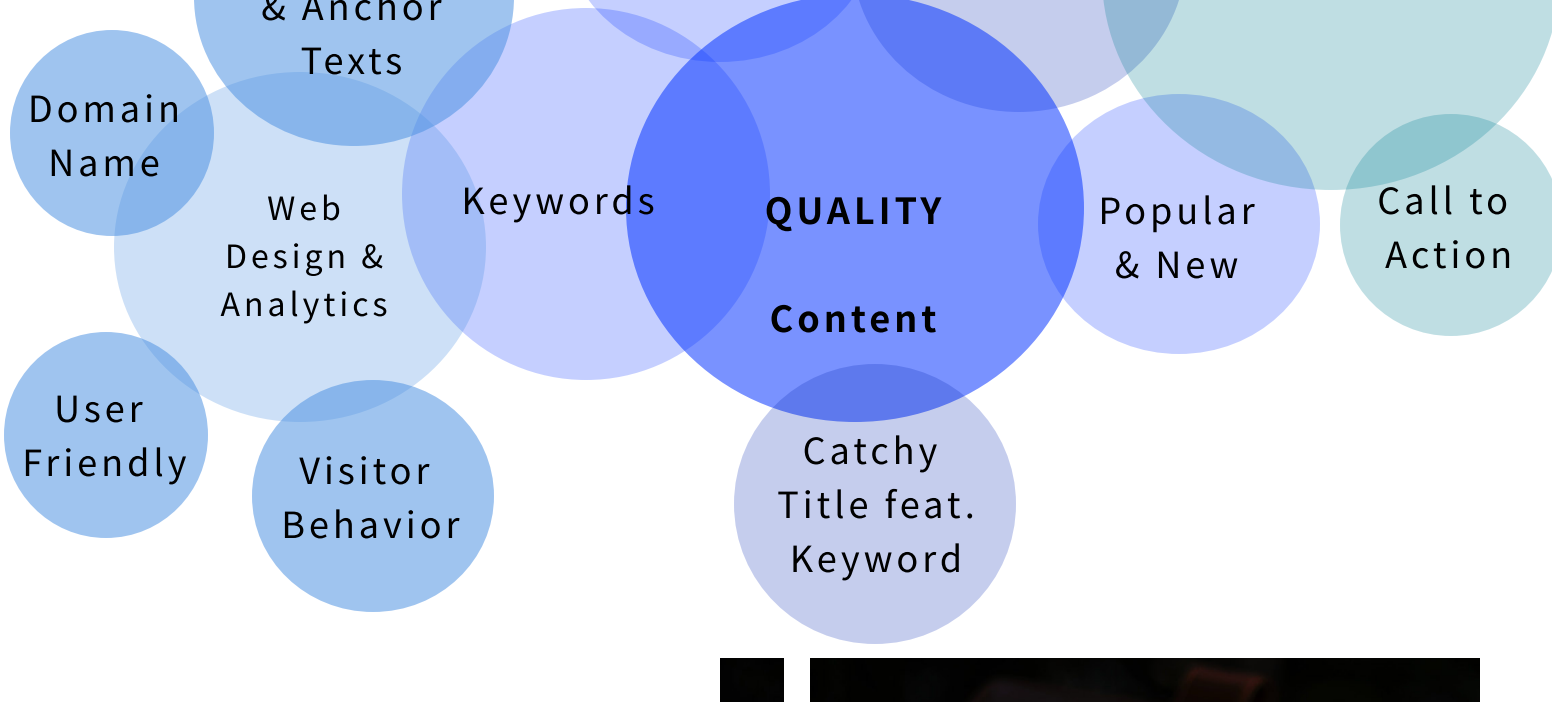 & Anchor
Texts
Domain
Name
Web
Design &
Analytics
Keywords
QUALITY
Content
Popular
& New
Call to
Action
User
Friendly
Visitor
Behavior
Catchy
Title feat.
Keyword